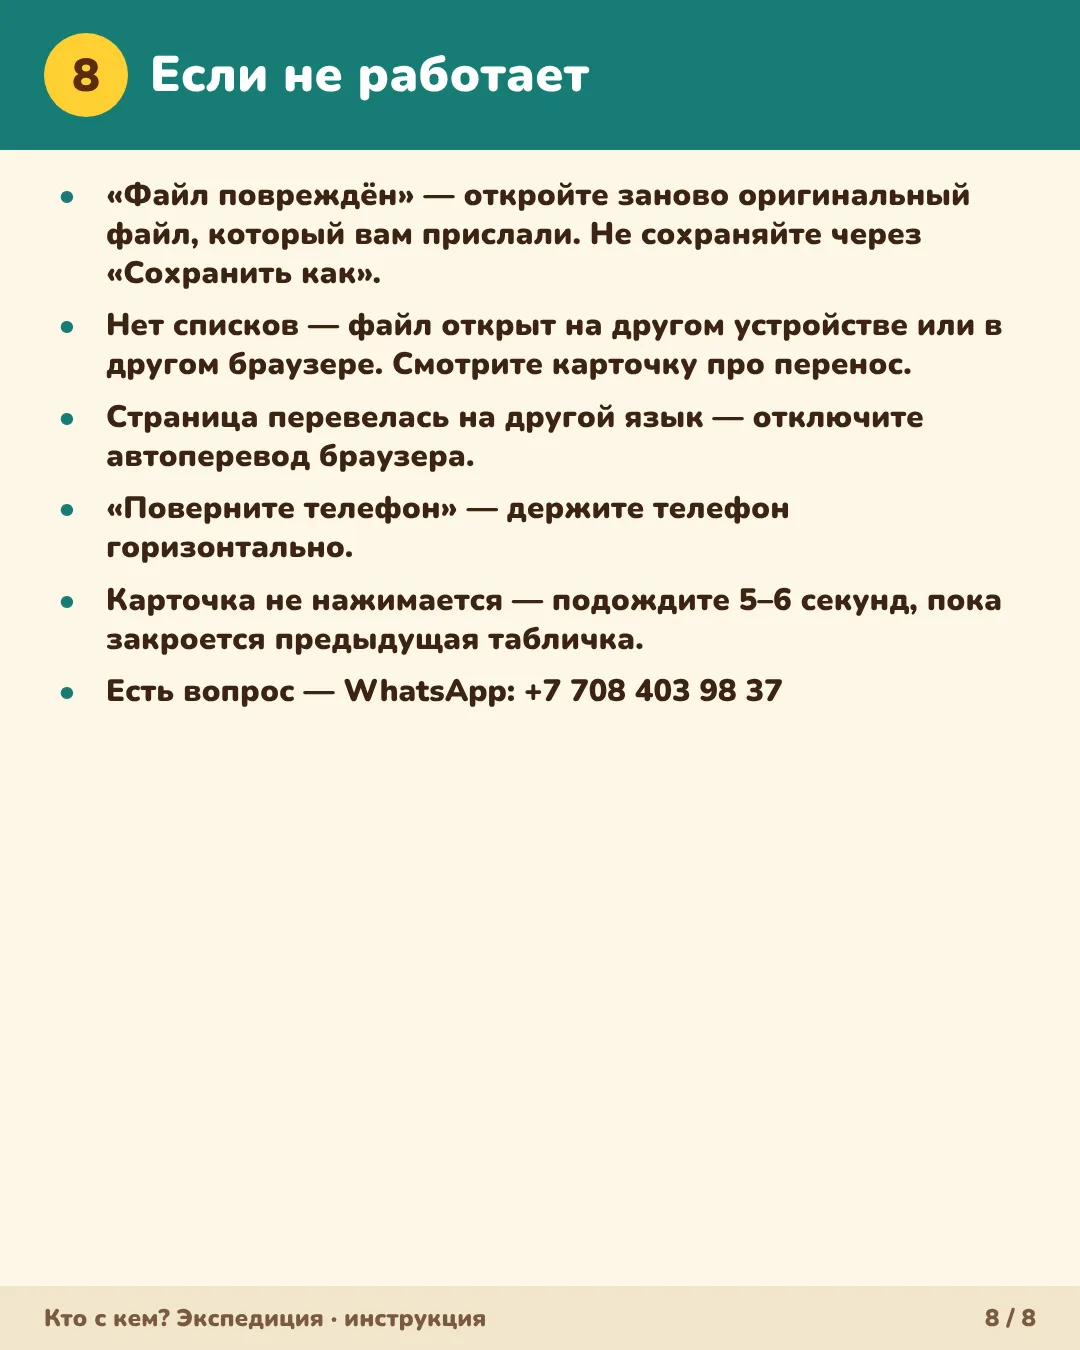 8
Если не работает
• «Файл повреждён» — откройте заново оригинальный
файл, который вам прислали. Не сохраняйте через
«Сохранить как».
• Нет списков — файл открыт на другом устройстве или в
другом браузере. Смотрите карточку про перенос.
• Страница перевелась на другой язык — отключите
автоперевод браузера.
• «Поверните телефон» — держите телефон
горизонтально.
• Карточка не нажимается — подождите 5–6 секунд, пока
закроется предыдущая табличка.
• Есть вопрос — WhatsApp: +7 708 403 98 37
Кто с кем? Экспедиция · инструкция
8 / 8